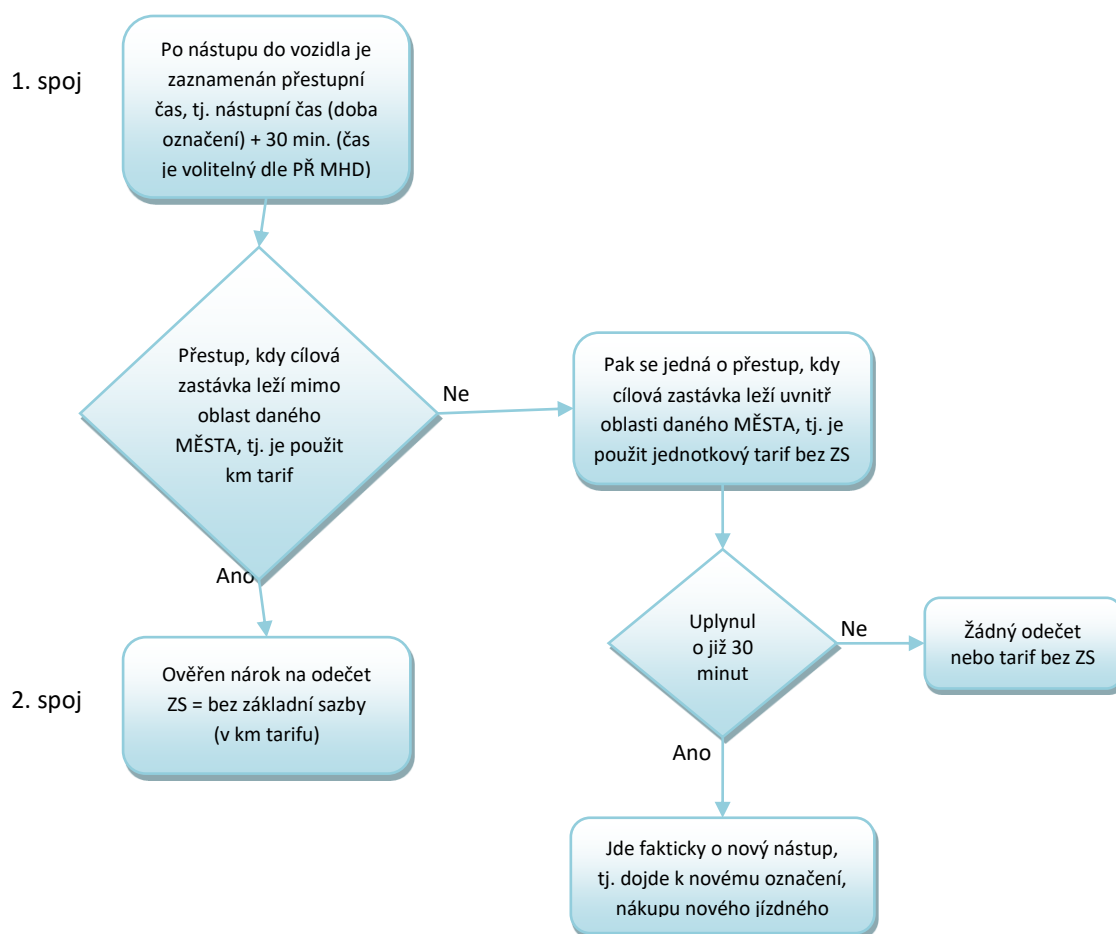 1. spoj
Po nástupu do vozidla je
zaznamenán přestupní
čas, tj. nástupní čas (doba
označení) + 30 min. (čas
je volitelný dle PŘ MHD)
Přestup, kdy cílová
zastávka leží mimo
oblast daného
MĚSTA, tj. je použit
km tarif
Ne
Pak se jedná o přestup, kdy
cílová zastávka leží uvnitř
oblasti daného MĚSTA, tj. je
použit jednotkový tarif bez ZS
Ano
2. spoj
Ověřen nárok na odečet
ZS = bez základní sazby
(v km tarifu)
Uplynul
o již 30
minut
Ne
Žádný odečet
nebo tarif bez ZS
Ano
Jde fakticky o nový nástup,
tj. dojde k novému označení,
nákupu nového jízdného